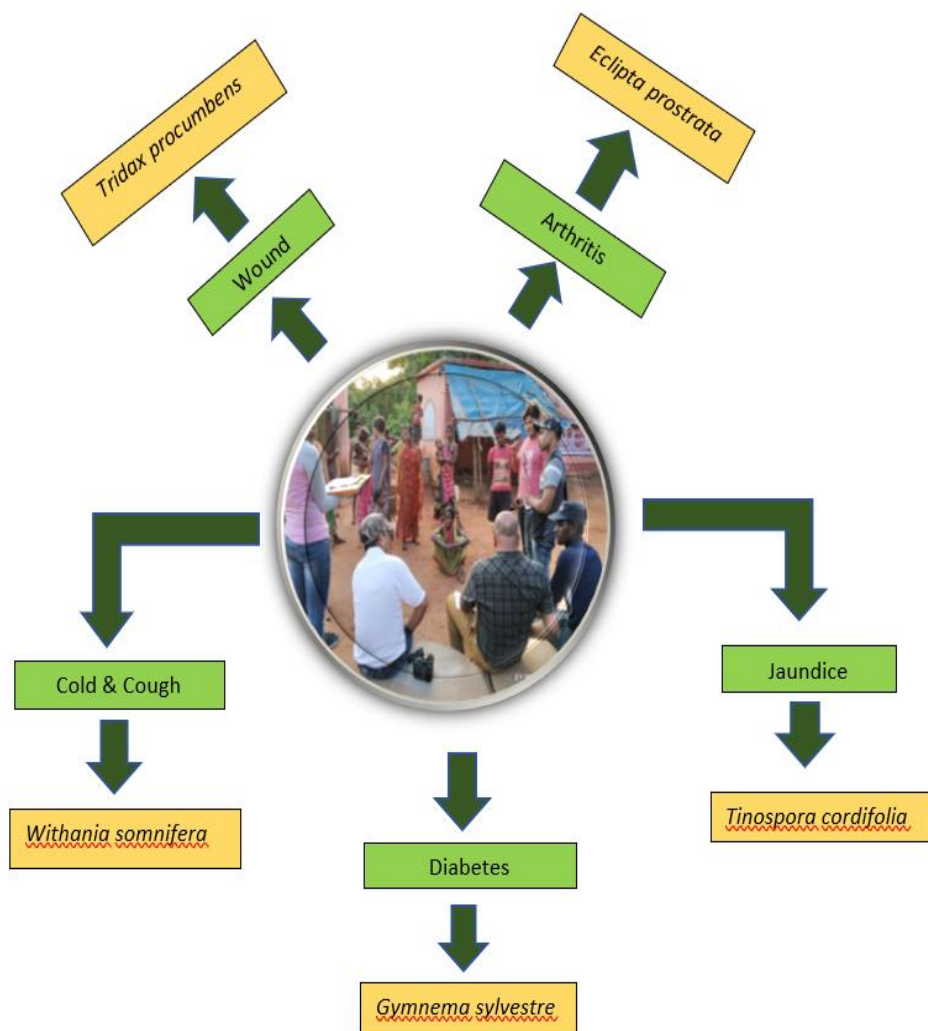 Tridax procumbens
Eclipta prostrata
Wound
Arthritis
Cold & Cough
Jaundice
Withania somnifera
Tinospora cordifolia
Diabetes
Gymnema sylvestre